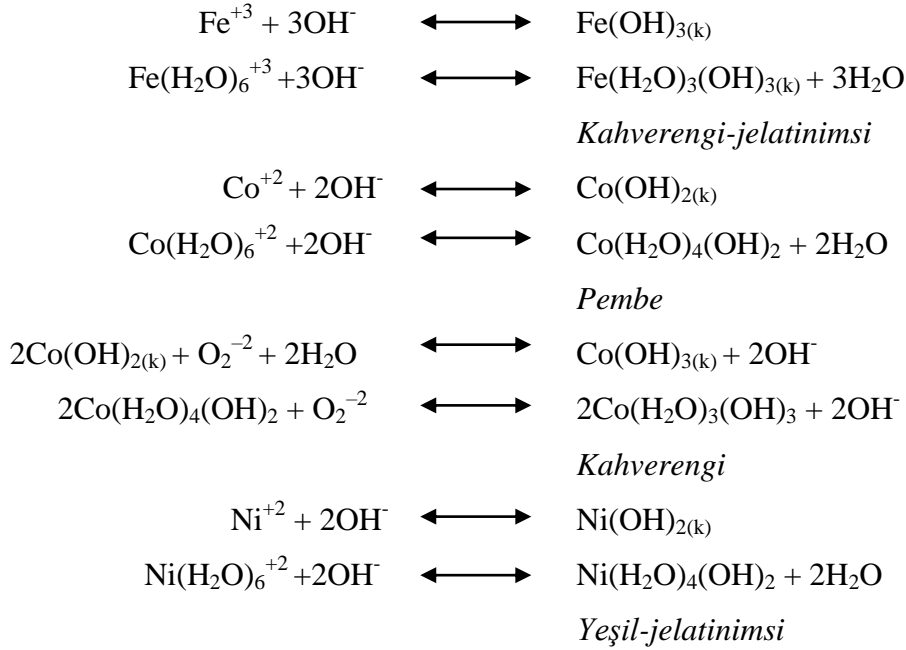 Fe⁺³ + 3OH⁻ ⟷ Fe(OH)₃₍ₖ₎
Fe(H₂O)₆⁺³ +3OH⁻ ⟷ Fe(H₂O)₃(OH)₃₍ₖ₎ + 3H₂O
Kahverengi-jelatinimsi
Co⁺² + 2OH⁻ ⟷ Co(OH)₂₍ₖ₎
Co(H₂O)₆⁺² +2OH⁻ ⟷ Co(H₂O)₄(OH)₂ + 2H₂O
Pembe
2Co(OH)₂₍ₖ₎ + O₂⁻² + 2H₂O ⟷ Co(OH)₃₍ₖ₎ + 2OH⁻
2Co(H₂O)₄(OH)₂ + O₂⁻² ⟷ 2Co(H₂O)₃(OH)₃ + 2OH⁻
Kahverengi
Ni⁺² + 2OH⁻ ⟷ Ni(OH)₂₍ₖ₎
Ni(H₂O)₆⁺² +2OH⁻ ⟷ Ni(H₂O)₄(OH)₂ + 2H₂O
Yeşil-jelatinimsi